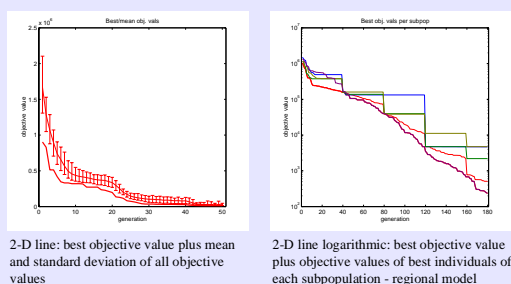 Best/mean obj. vals
x 10^6
2.5
2
1.5
1
0.5
0
objective value
0 10 20 30 40 50
generation
2-D line: best objective value plus mean
and standard deviation of all objective
values
Best obj. vals per subpop
10^7
10^6
10^5
10^4
10^3
10^2
objective value
0 20 40 60 80 100 120 140 160 180
generation
2-D line logarithmic: best objective value
plus objective values of best individuals of
each subpopulation - regional model